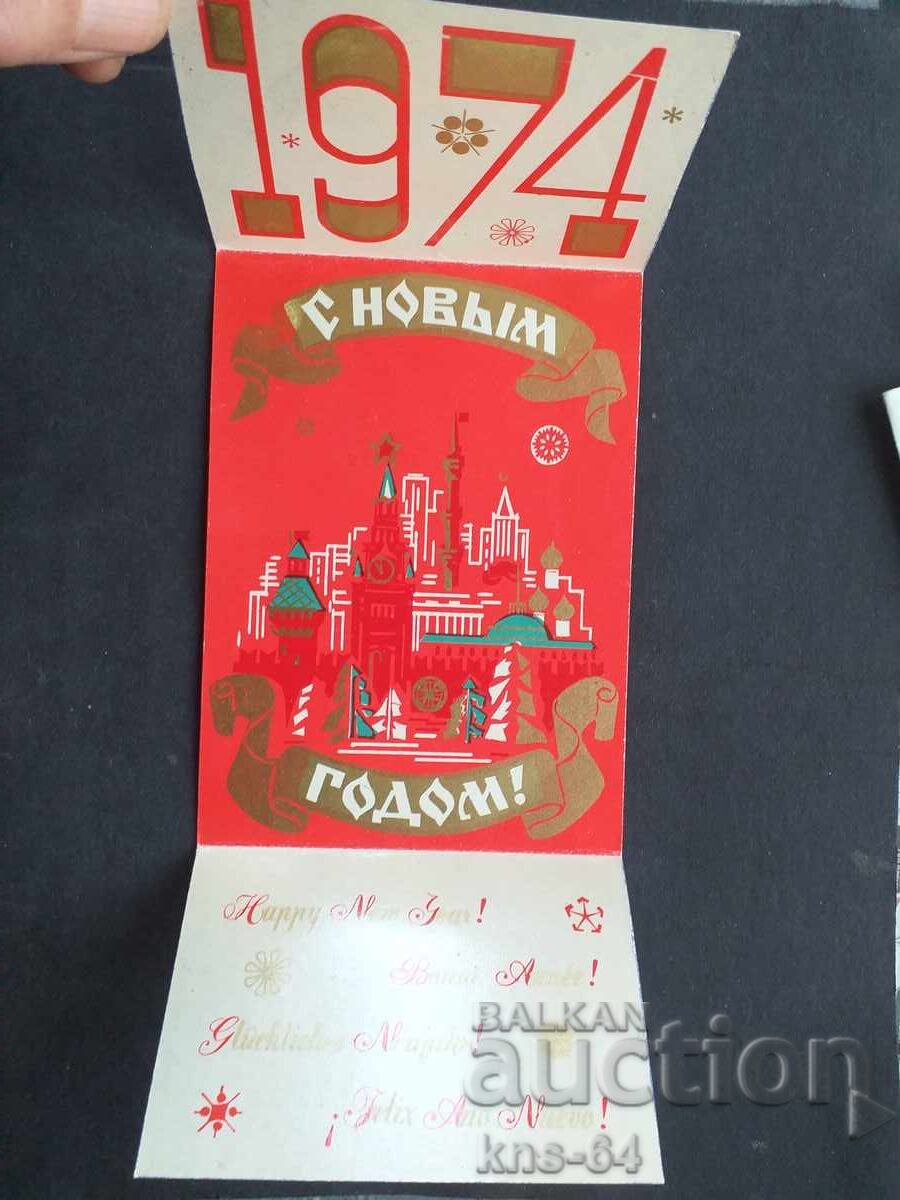 1974
С НОВЫМ
ГОДОМ!
Happy New Year!
Bonne Année!
Glückliches Neujahr!
¡Feliz Año Nuevo!
BALKAN
auction
kns-64